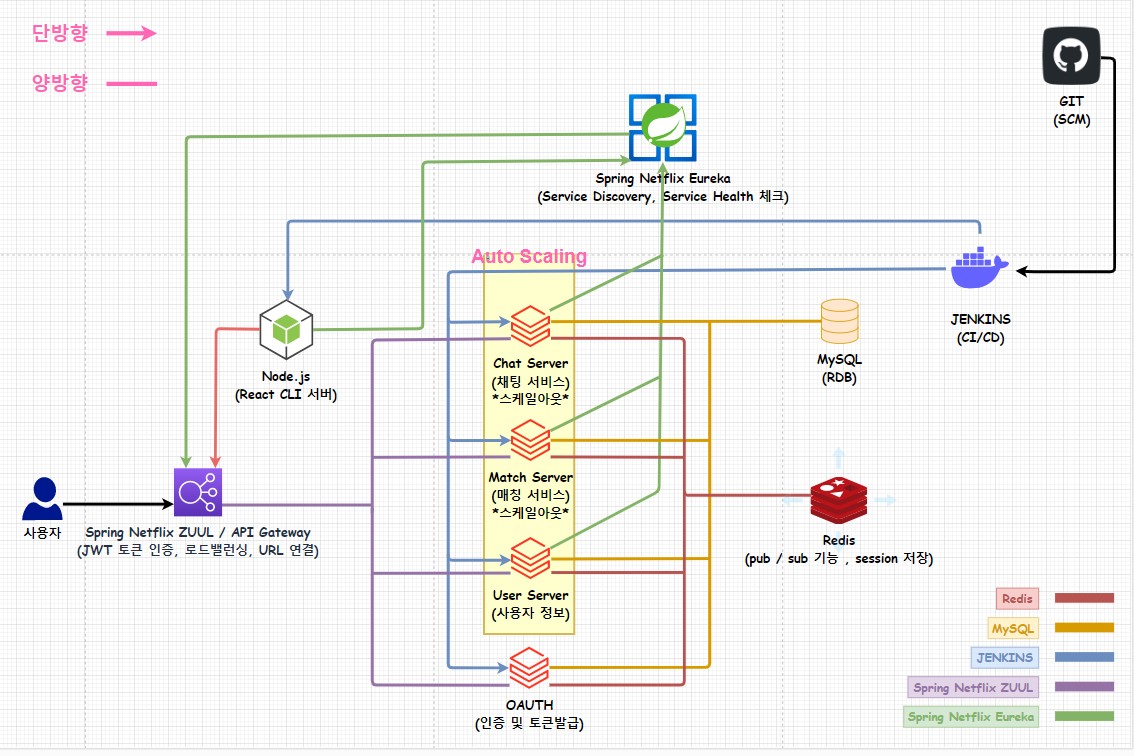 단방향
양방향
GIT
(SCM)
Spring Netflix Eureka
(Service Discovery, Service Health 체크)
Auto Scaling
JENKINS
(CI/CD)
Node.js
(React CLI 서버)
Chat Server
(채팅 서비스)
*스케일아웃*
MySQL
(RDB)
Match Server
(매칭 서비스)
*스케일아웃*
사용자
Spring Netflix ZUUL / API Gateway
(JWT 토큰 인증, 로드밸런싱, URL 연결)
Redis
(pub / sub 기능 , session 저장)
User Server
(사용자 정보)
OAUTH
(인증 및 토큰발급)
Redis
MySQL
JENKINS
Spring Netflix ZUUL
Spring Netflix Eureka